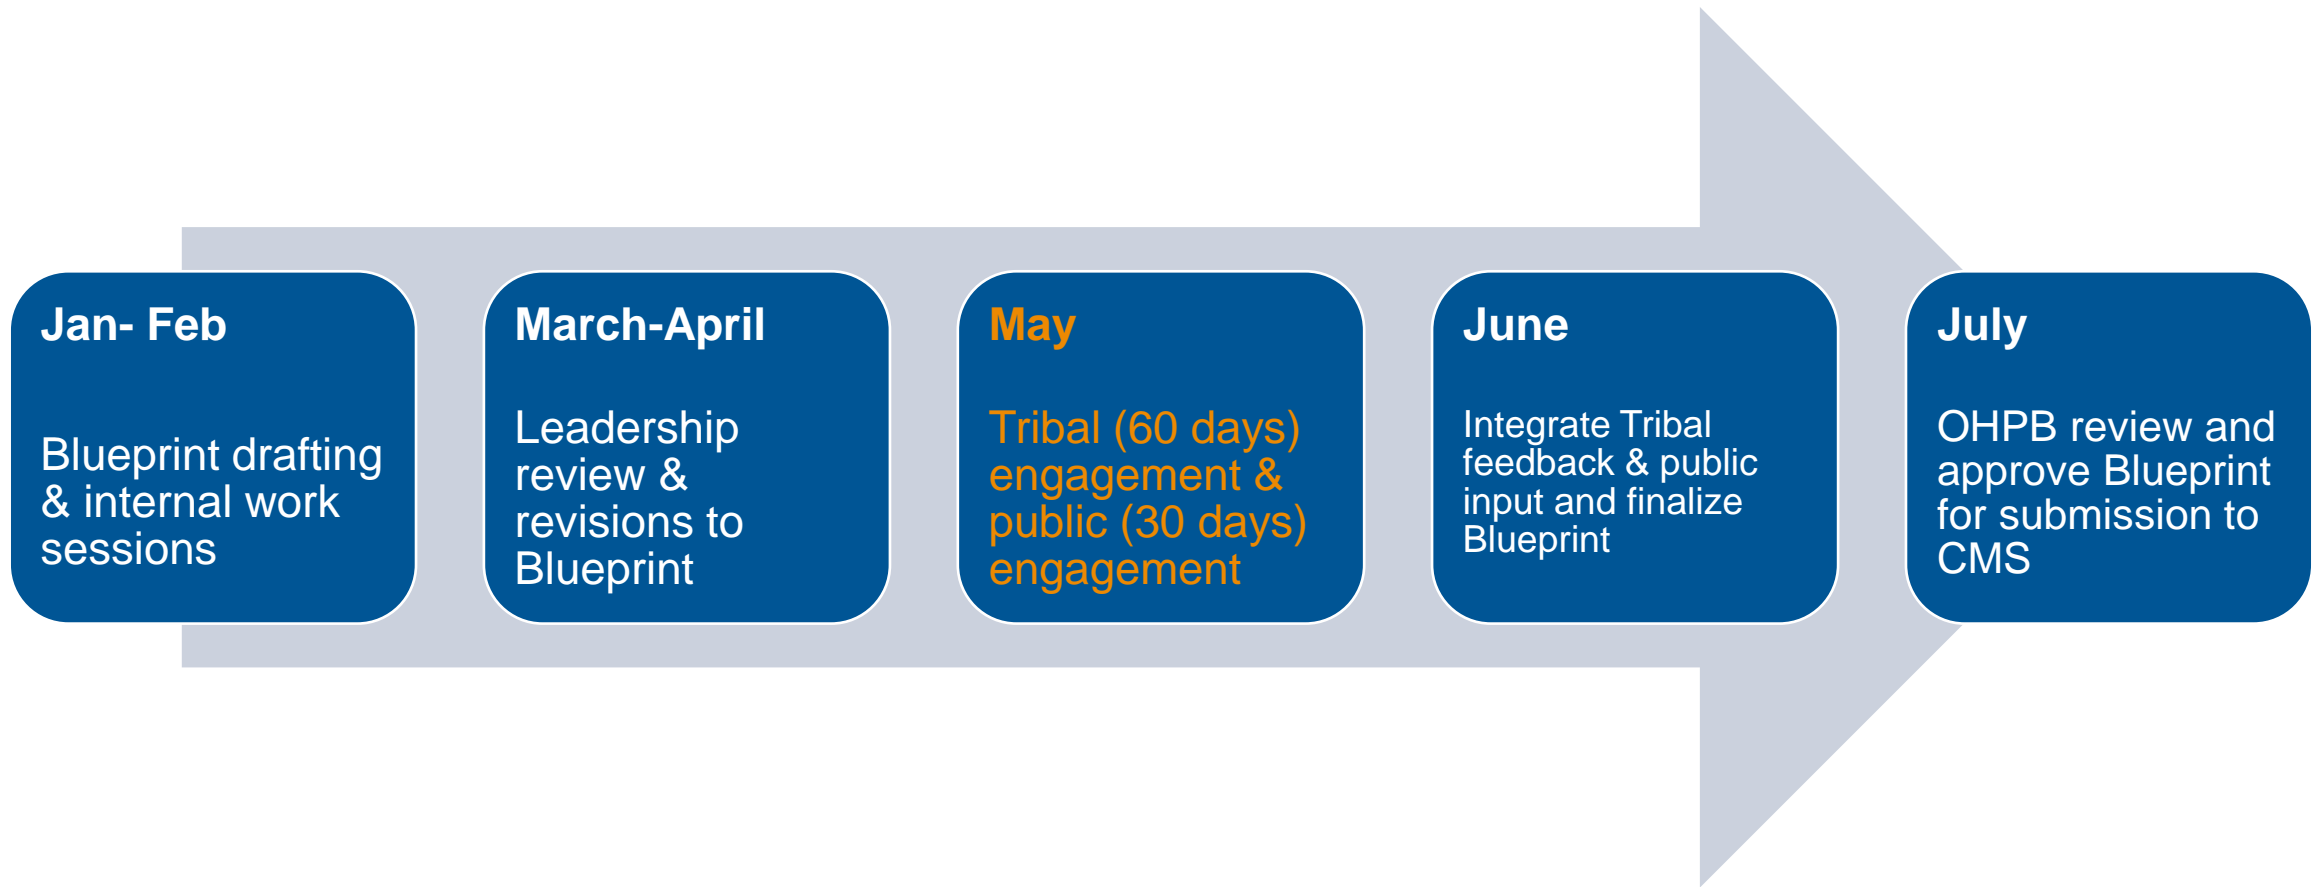 Jan- Feb
Blueprint drafting
& internal work
sessions
March-April
Leadership
review &
revisions to
Blueprint
May
Tribal (60 days)
engagement &
public (30 days)
engagement
June
Integrate Tribal
feedback & public
input and finalize
Blueprint
July
OHPB review and
approve Blueprint
for submission to
CMS